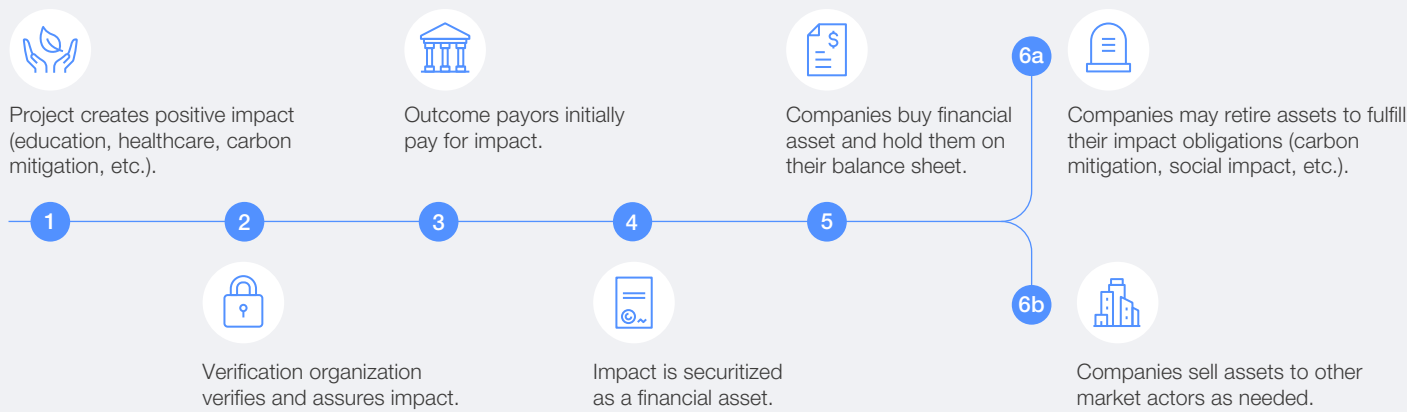 1
Project creates positive impact
(education, healthcare, carbon
mitigation, etc.).
2
Verification organization
verifies and assures impact.
3
Outcome payors initially
pay for impact.
4
Impact is securitized
as a financial asset.
5
Companies buy financial
asset and hold them on
their balance sheet.
$
6a
Companies may retire assets to fulfill
their impact obligations (carbon
mitigation, social impact, etc.).
6b
Companies sell assets to other
market actors as needed.